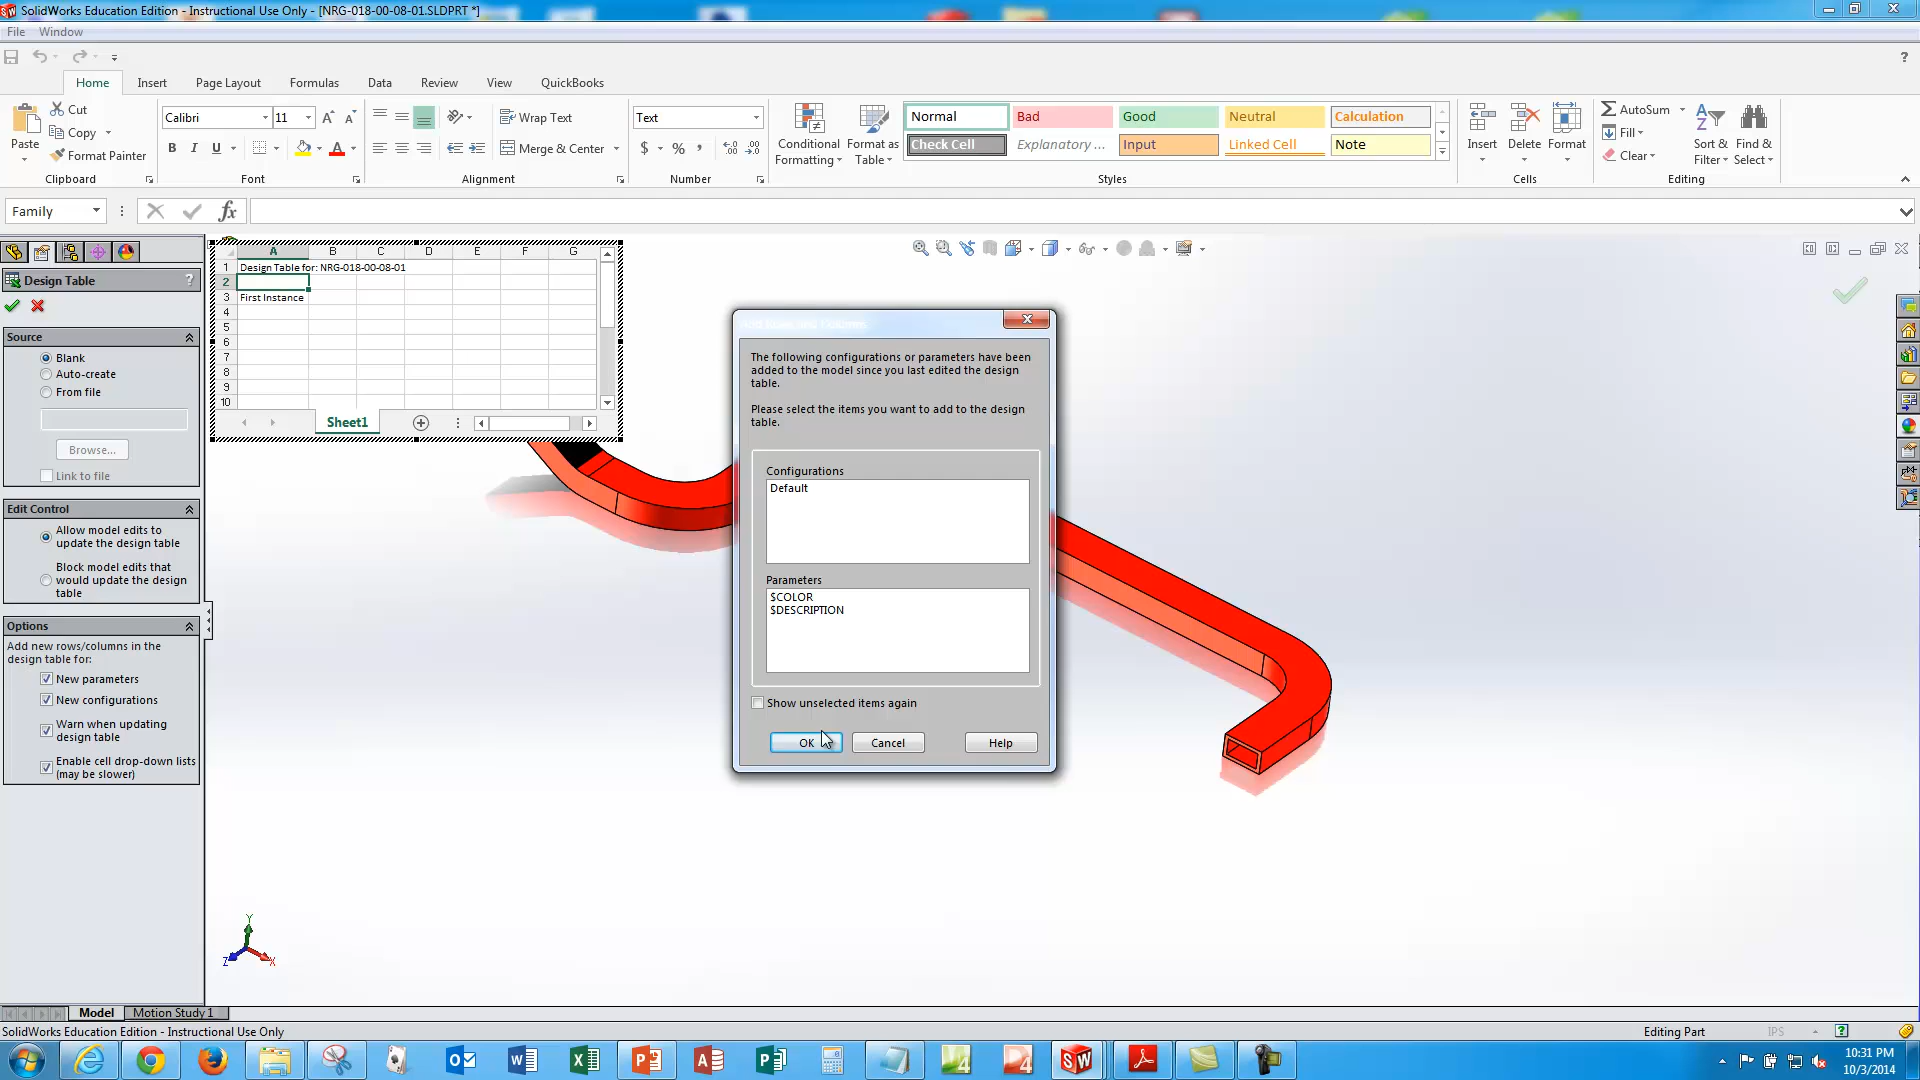 SolidWorks Education Edition - Instructional Use Only - [NRG-018-00-08-01.SLDPRT *]
File Window
Home Insert Page Layout Formulas Data Review View QuickBooks
Paste
Cut
Copy
Format Painter
Clipboard
Calibri 11
B I U
Font
Wrap Text
Merge & Center
Alignment
Text
$ % ,
Number
Conditional Formatting
Format as Table
Normal Bad Good Neutral Calculation
Check Cell Explanatory ... Input Linked Cell Note
Styles
Insert Delete Format
Cells
AutoSum
Fill
Clear
Sort & Filter
Find & Select
Editing
Family
fx
Design Table
?
Source
Blank
Auto-create
From file
Browse...
Link to file
Edit Control
Allow model edits to
update the design table
Block model edits that
would update the design
table
Options
Add new rows/columns in the
design table for:
New parameters
New configurations
Warn when updating
design table
Enable cell drop-down lists
(may be slower)
A B C D E F G
1 Design Table for: NRG-018-00-08-01
2
3 First Instance
4
5
6
7
8
9
10
Sheet1
The following configurations or parameters have been
added to the model since you last edited the design
table.
Please select the items you want to add to the design
table.
Configurations
Default
Parameters
$COLOR
$DESCRIPTION
Show unselected items again
OK Cancel Help
Y
Z X
Model Motion Study 1
SolidWorks Education Edition - Instructional Use Only
Editing Part IPS
10:31 PM
10/3/2014